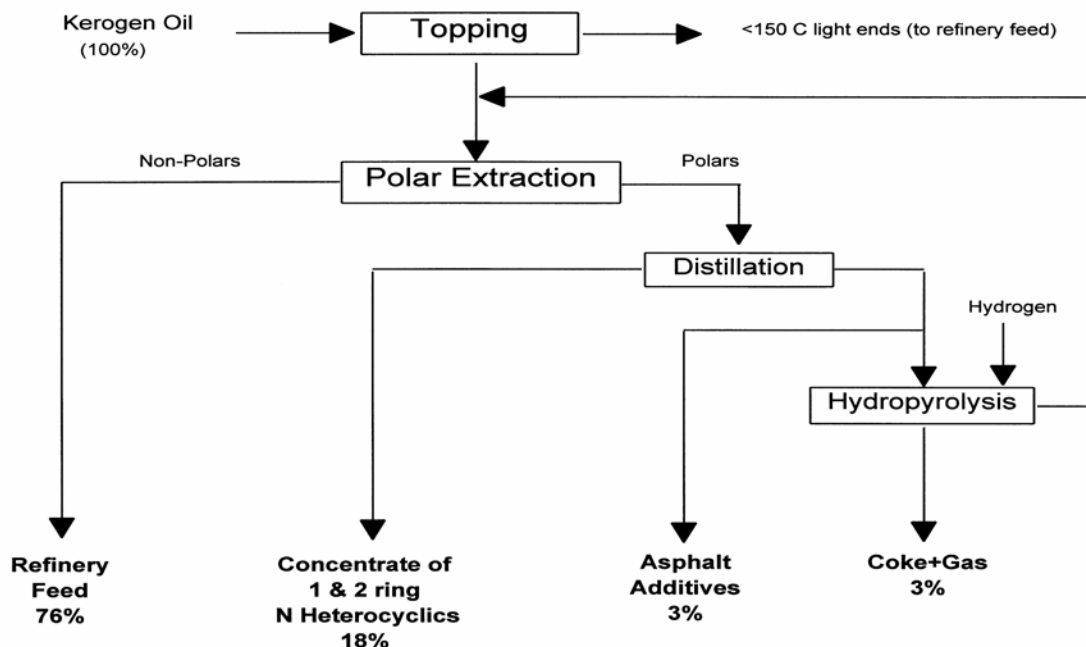 Kerogen Oil
(100%)
Topping
<150 C light ends (to refinery feed)
Non-Polars
Polar Extraction
Polars
Distillation
Hydrogen
Hydropyrolysis
Refinery
Feed
76%
Concentrate of
1 & 2 ring
N Heterocyclics
18%
Asphalt
Additives
3%
Coke+Gas
3%